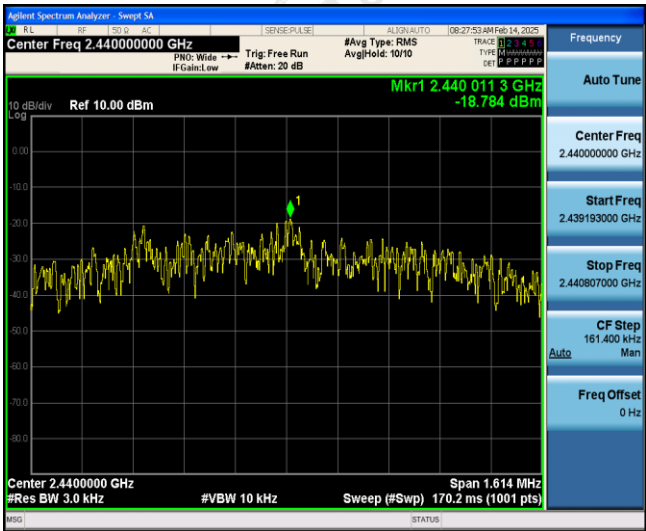 Agilent Spectrum Analyzer - Swept SA
RL RF 50 Ω AC SENSE:PULSE ALIGNAUTO 08:27:53 AM Feb 14, 2025
Center Freq 2.440000000 GHz
PNO: Wide
IFGain:Low
Trig: Free Run
#Atten: 20 dB
#Avg Type: RMS
Avg|Hold: 10/10
TRACE 1 2 3 4 5 6
TYPE
DET P P P P P P
Mkr1 2.440 011 3 GHz
-18.784 dBm
10 dB/div Ref 10.00 dBm
Log
0.00
-10.0
-20.0
-30.0
-40.0
-50.0
-60.0
-70.0
-80.0
1
Center 2.4400000 GHz Span 1.614 MHz
#Res BW 3.0 kHz #VBW 10 kHz Sweep (#Swp) 170.2 ms (1001 pts)
MSG STATUS
Frequency
Auto Tune
Center Freq
2.440000000 GHz
Start Freq
2.439193000 GHz
Stop Freq
2.440807000 GHz
CF Step
161.400 kHz
Auto Man
Freq Offset
0 Hz